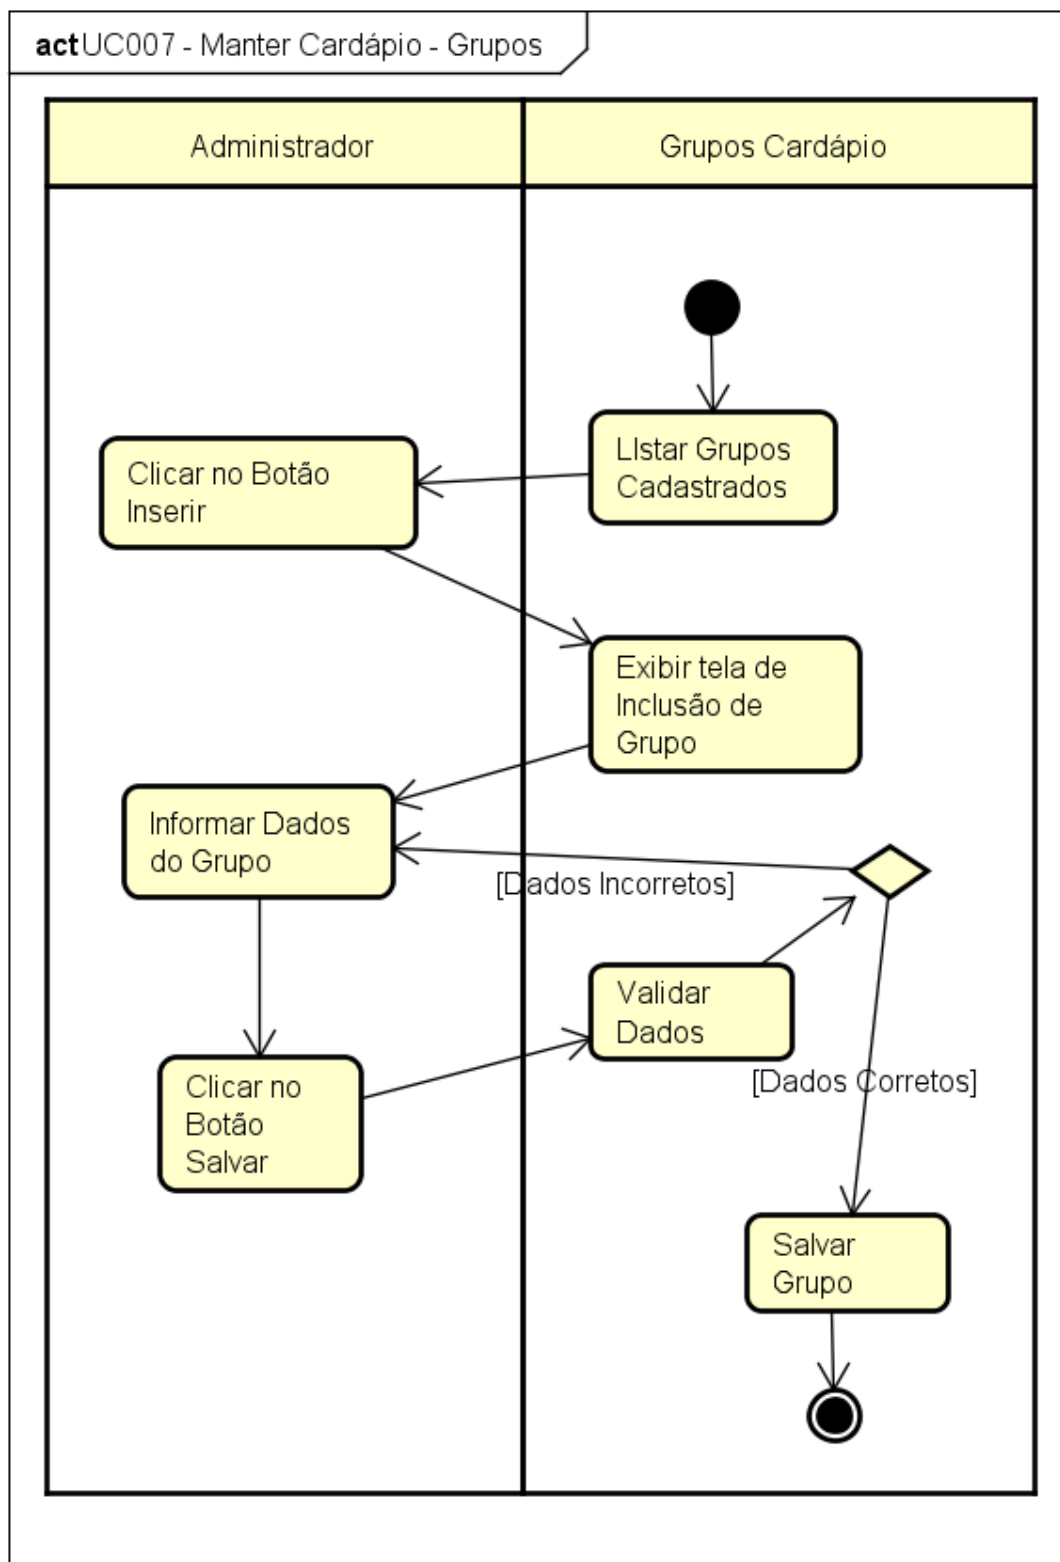 act UC007 - Manter Cardápio - Grupos
Administrador
Grupos Cardápio
LIstar Grupos
Cadastrados
Clicar no Botão
Inserir
Exibir tela de
Inclusão de
Grupo
Informar Dados
do Grupo
[Dados Incorretos]
Validar
Dados
Clicar no
Botão
Salvar
[Dados Corretos]
Salvar
Grupo